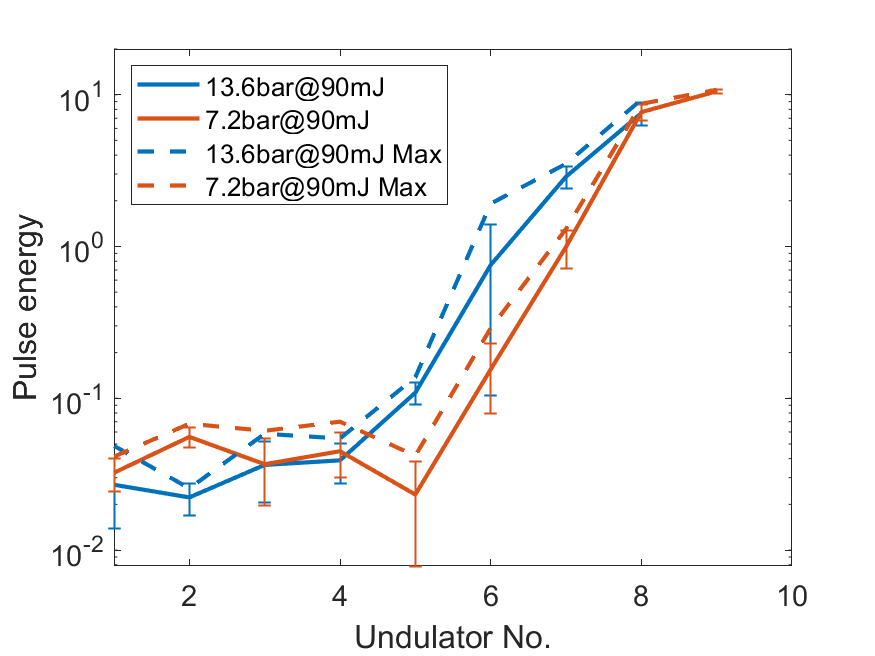 13.6bar@90mJ
7.2bar@90mJ
13.6bar@90mJ Max
7.2bar@90mJ Max
Pulse energy
10^1
10^0
10^-1
10^-2
2 4 6 8 10
Undulator No.